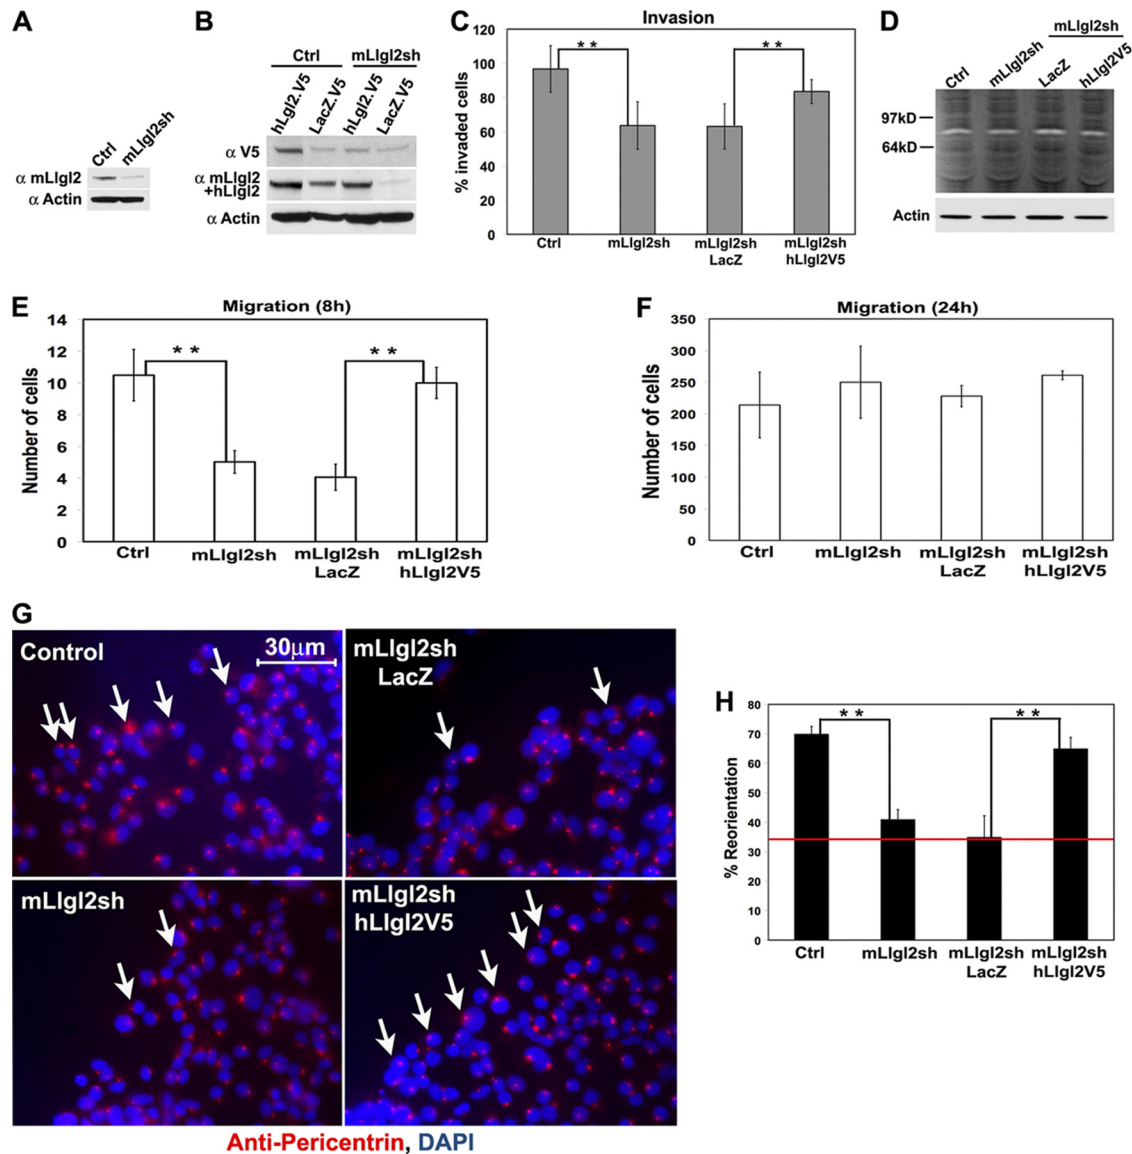 A
Ctrl
mLlgl2sh
α mLlgl2
α Actin
B
Ctrl
mLlgl2sh
hLgl2.V5
LacZ.V5
hLgl2.V5
LacZ.V5
α V5
α mLlgl2
+hLlgl2
α Actin
C
Invasion
% invaded cells
120
100
80
60
40
20
0
* *
* *
Ctrl
mLlgl2sh
mLlgl2sh
LacZ
mLlgl2sh
hLlgl2V5
D
mLlgl2sh
Ctrl
mLlgl2sh
LacZ
hLlgl2V5
97kD
64kD
Actin
E
Migration (8h)
Number of cells
14
12
10
8
6
4
2
0
* *
* *
Ctrl
mLlgl2sh
mLlgl2sh
LacZ
mLlgl2sh
hLlgl2V5
F
Migration (24h)
Number of cells
350
300
250
200
150
100
50
0
Ctrl
mLlgl2sh
mLlgl2sh
LacZ
mLlgl2sh
hLlgl2V5
G
Control
30μm
mLlgl2sh
LacZ
mLlgl2sh
mLlgl2sh
hLlgl2V5
Anti-Pericentrin, DAPI
H
% Reorientation
80
70
60
50
40
30
20
10
0
* *
* *
Ctrl
mLlgl2sh
mLlgl2sh
LacZ
mLlgl2sh
hLlgl2V5